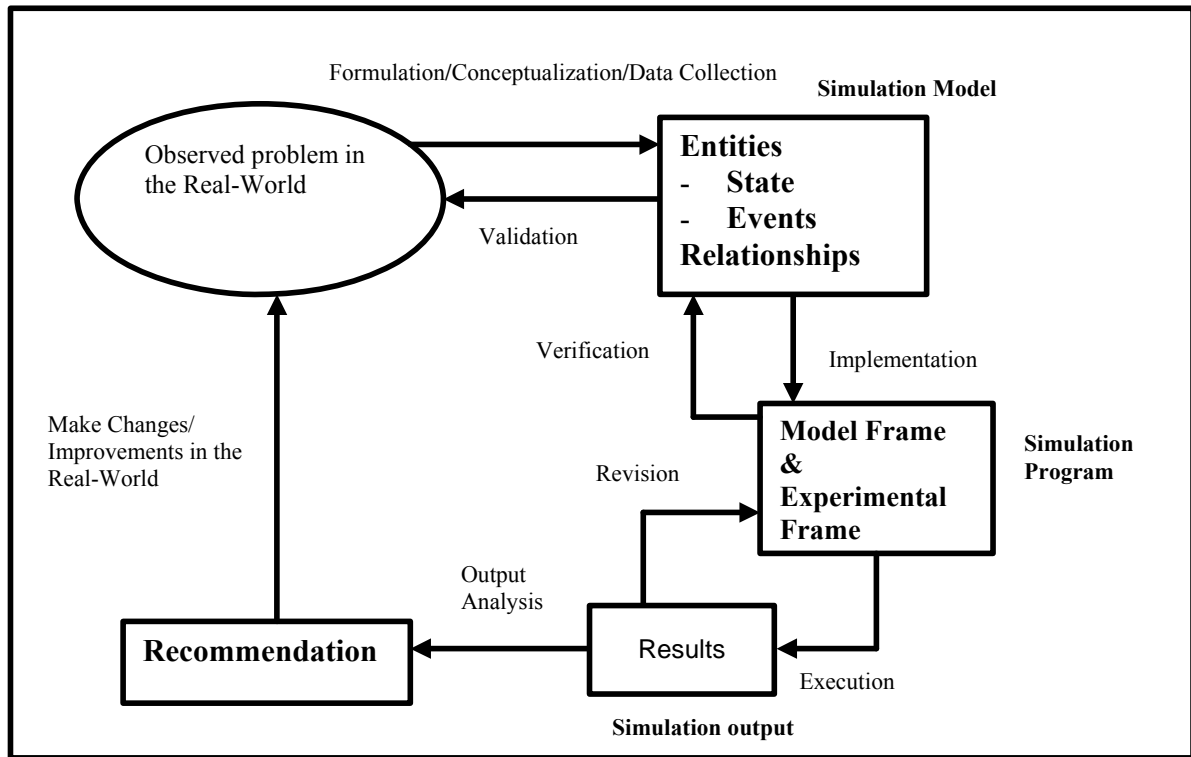 Formulation/Conceptualization/Data Collection
Simulation Model
Observed problem in
the Real-World
Entities
- State
- Events
Relationships
Validation
Verification
Implementation
Make Changes/
Improvements in the
Real-World
Model Frame
&
Experimental
Frame
Simulation
Program
Revision
Output
Analysis
Recommendation
Results
Execution
Simulation output